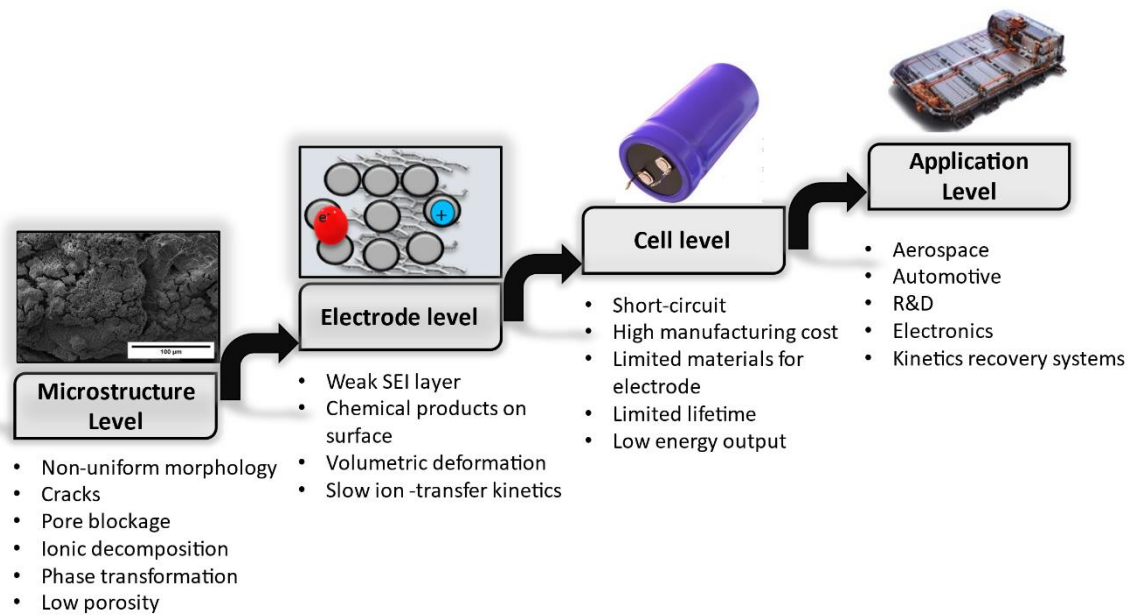 100 μm
Microstructure
Level
• Non-uniform morphology
• Cracks
• Pore blockage
• Ionic decomposition
• Phase transformation
• Low porosity
e-
+
Electrode level
• Weak SEI layer
• Chemical products on
surface
• Volumetric deformation
• Slow ion -transfer kinetics
Cell level
• Short-circuit
• High manufacturing cost
• Limited materials for
electrode
• Limited lifetime
• Low energy output
Application
Level
• Aerospace
• Automotive
• R&D
• Electronics
• Kinetics recovery systems